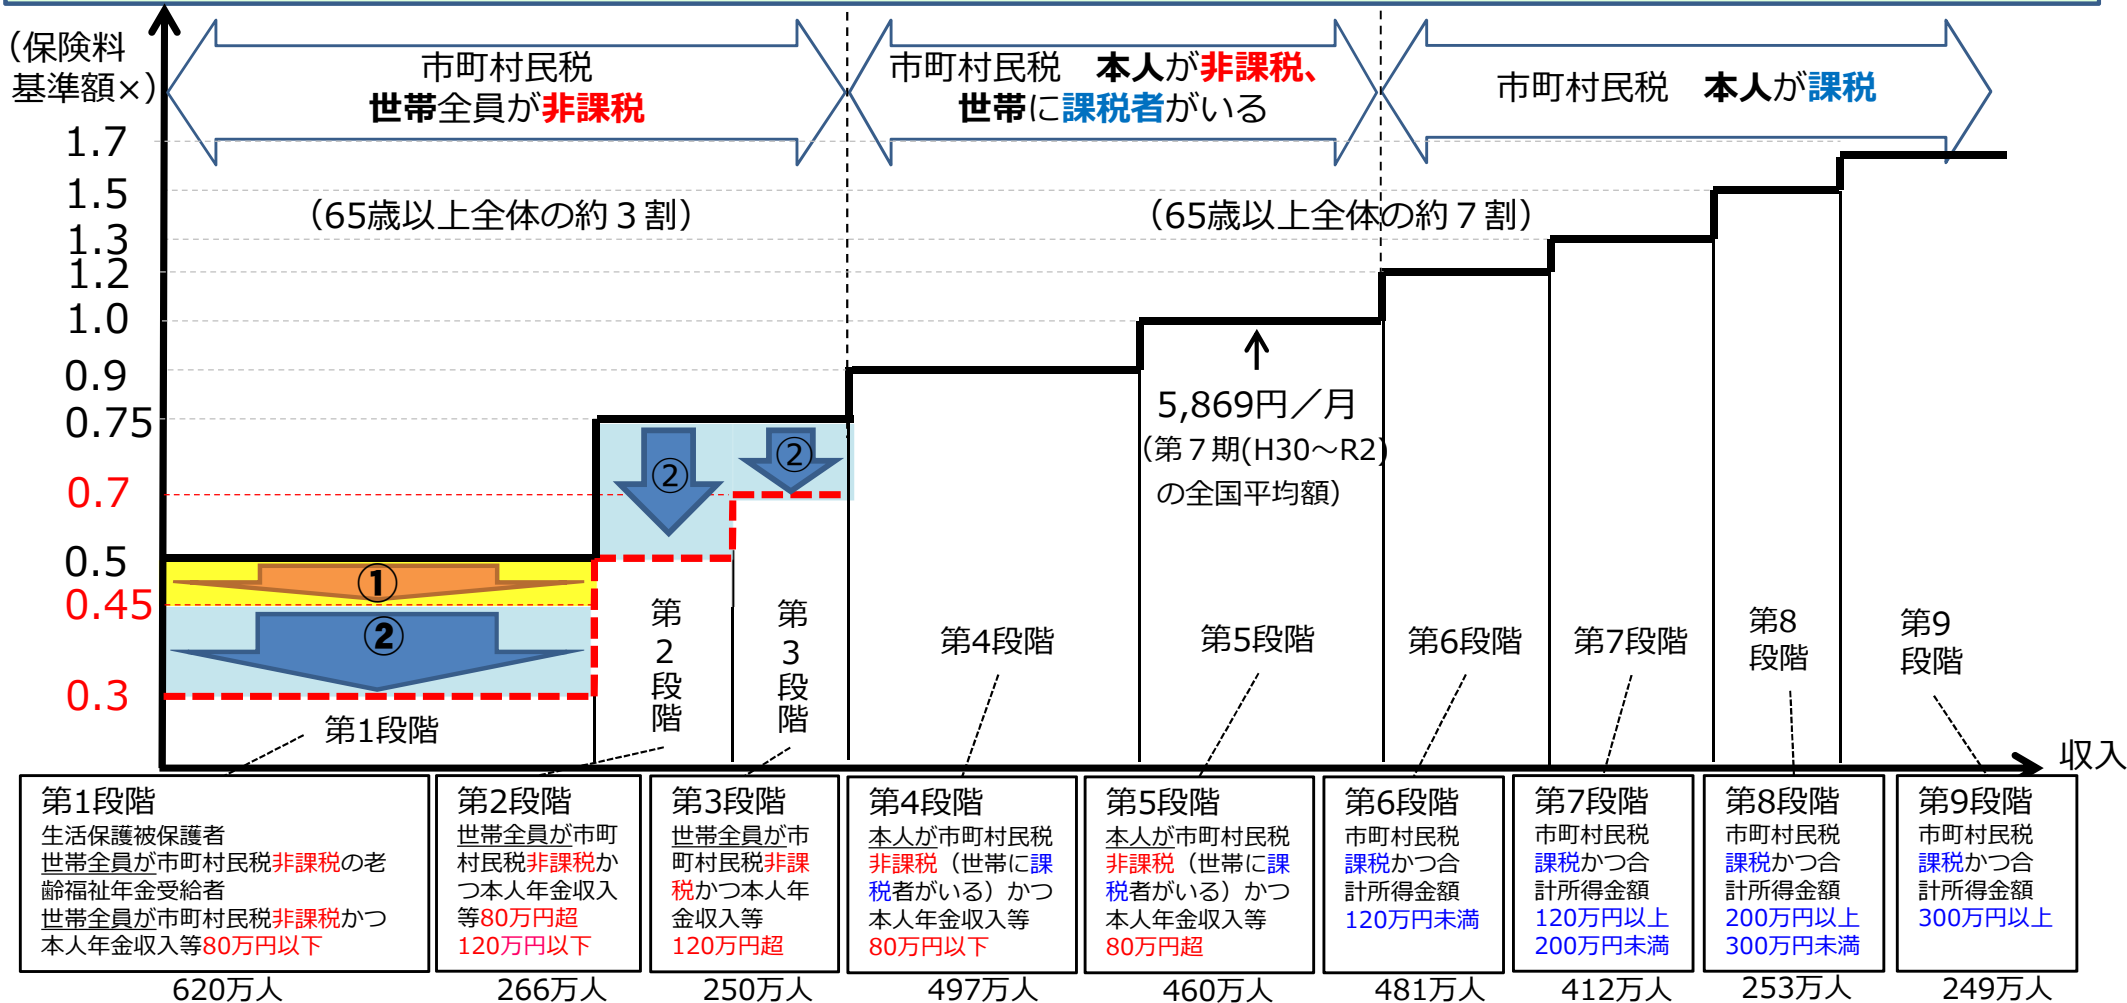 （保険料
基準額×）
市町村民税
世帯全員が非課税
市町村民税　本人が非課税、
世帯に課税者がいる
市町村民税　本人が課税
1.7
1.5
1.3
1.2
1.0
0.9
0.75
0.7
0.5
0.45
0.3
（65歳以上全体の約３割）
（65歳以上全体の約７割）
5,869円／月
（第７期(H30～R2)
の全国平均額）
①
②
②
②
第1段階
第２段階
第３段階
第4段階
第5段階
第6段階
第7段階
第8
段階
第9
段階
収入
第1段階
生活保護被保護者
世帯全員が市町村民税非課税の老
齢福祉年金受給者
世帯全員が市町村民税非課税かつ
本人年金収入等80万円以下
620万人
第2段階
世帯全員が市町
村民税非課税か
つ本人年金収入
等80万円超
120万円以下
266万人
第3段階
世帯全員が市
町村民税非課
税かつ本人年
金収入等
120万円超
250万人
第4段階
本人が市町村民税
非課税（世帯に課
税者がいる）かつ
本人年金収入等
80万円以下
497万人
第5段階
本人が市町村民税
非課税（世帯に課
税者がいる）かつ
本人年金収入等
80万円超
460万人
第6段階
市町村民税
課税かつ合
計所得金額
120万円未満
481万人
第7段階
市町村民税
課税かつ合
計所得金額
120万円以上
200万円未満
412万人
第8段階
市町村民税
課税かつ合
計所得金額
200万円以上
300万円未満
253万人
第9段階
市町村民税
課税かつ合
計所得金額
300万円以上
249万人